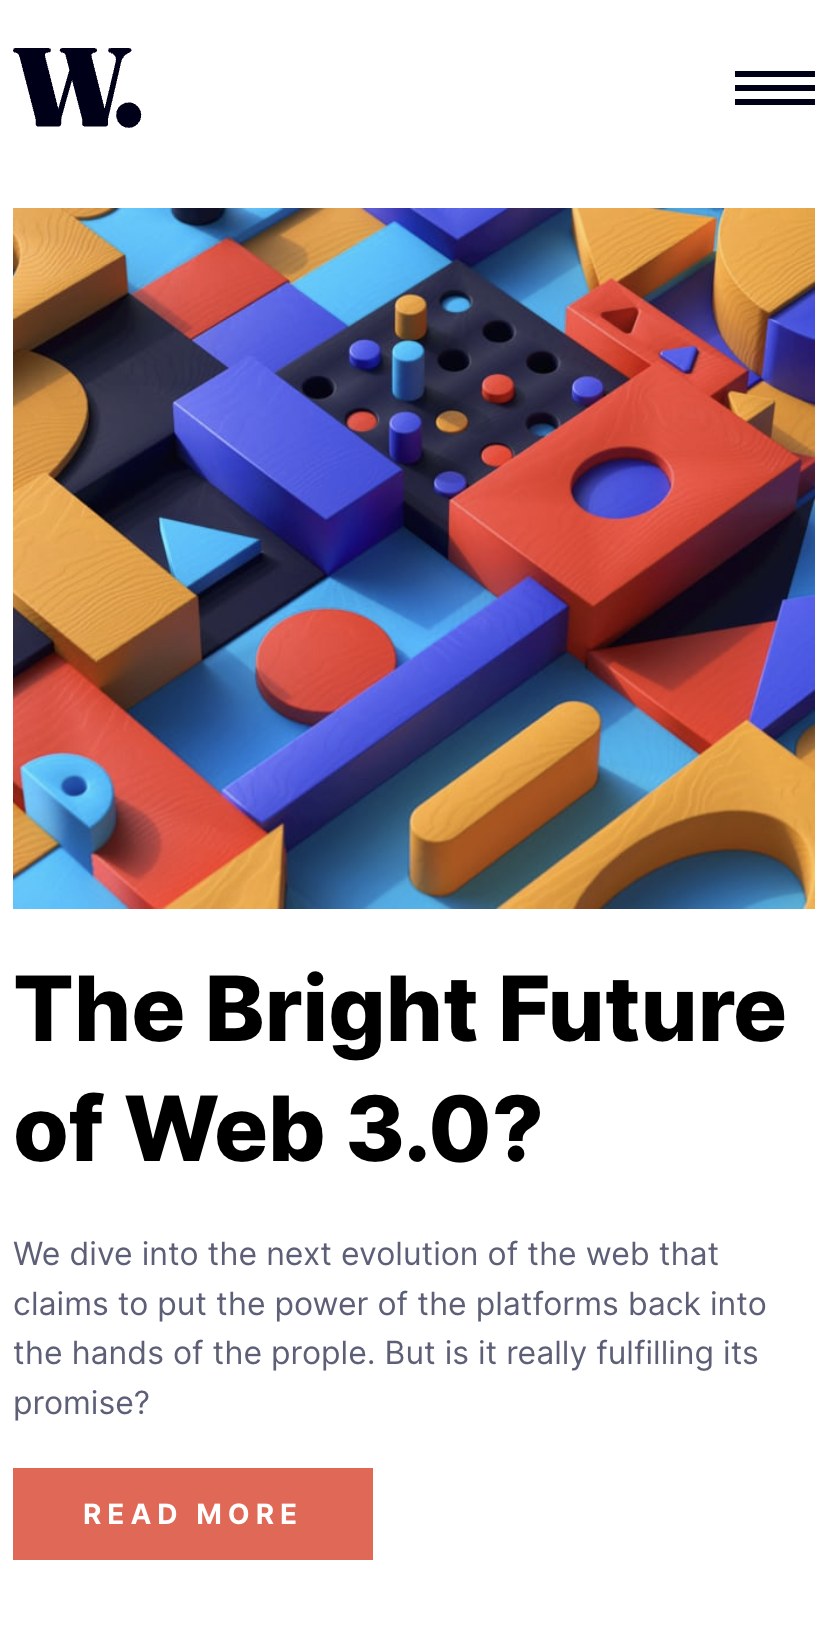 W.
The Bright Future
of Web 3.0?
We dive into the next evolution of the web that
claims to put the power of the platforms back into
the hands of the prople. But is it really fulfilling its
promise?
READ MORE